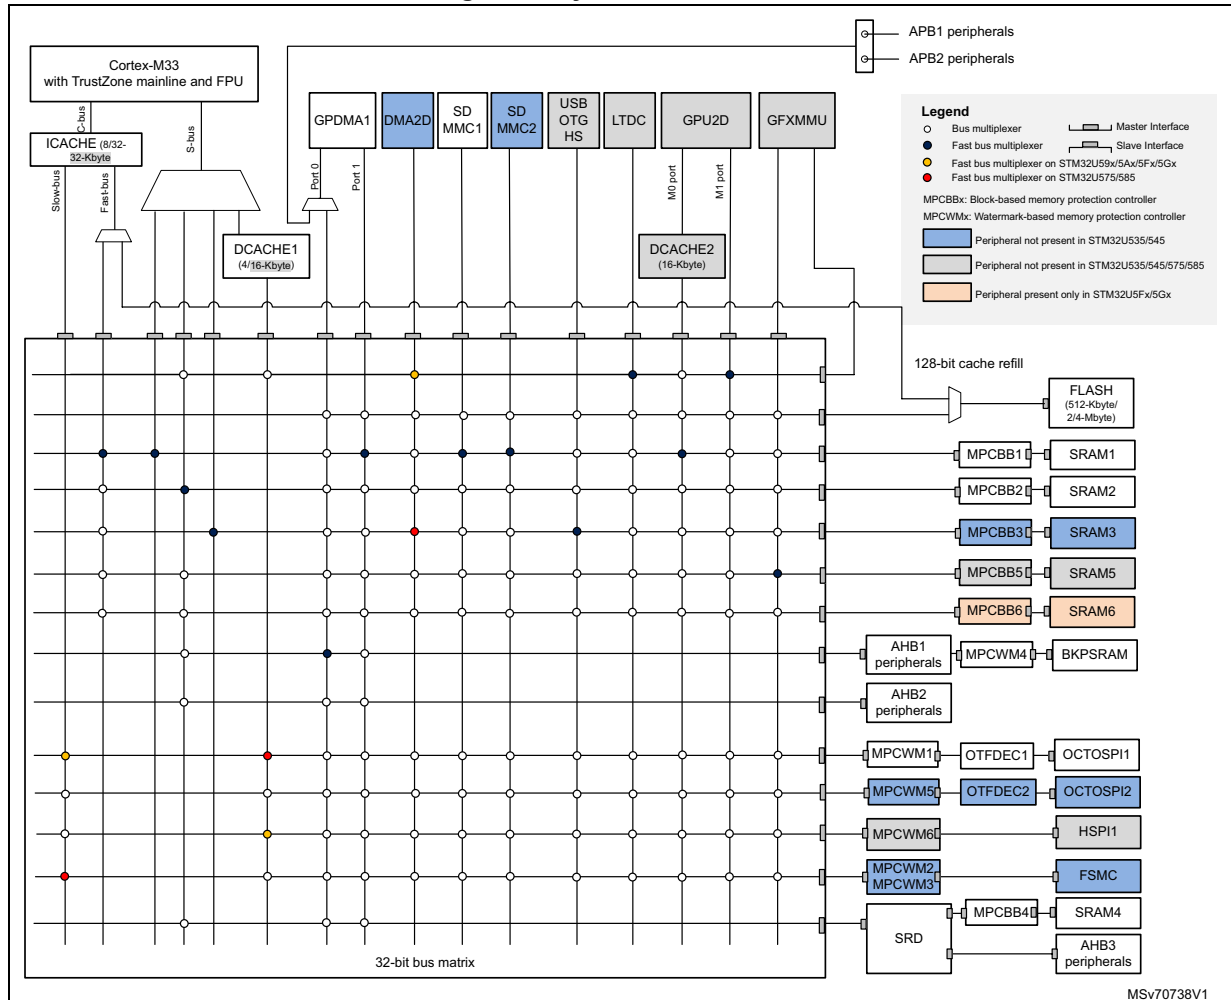 APB1 peripherals
APB2 peripherals
Cortex-M33
with TrustZone mainline and FPU
C-bus
S-bus
ICACHE (8/32-
32-Kbyte
Slow-bus
Fast-bus
DCACHE1
(4/16-Kbyte)
GPDMA1
DMA2D
SD
MMC1
SD
MMC2
USB
OTG
HS
LTDC
GPU2D
GFXMMU
Port 0
Port 1
M0 port
M1 port
DCACHE2
(16-Kbyte)
Legend
Bus multiplexer
Fast bus multiplexer
Fast bus multiplexer on STM32U59x/5Ax/5Fx/5Gx
Fast bus multiplexer on STM32U575/585
Master Interface
Slave Interface
MPCBBx: Block-based memory protection controller
MPCWMx: Watermark-based memory protection controller
Peripheral not present in STM32U535/545
Peripheral not present in STM32U535/545/575/585
Peripheral present only in STM32U5Fx/5Gx
128-bit cache refill
FLASH
(512-Kbyte/
2/4-Mbyte)
MPCBB1
SRAM1
MPCBB2
SRAM2
MPCBB3
SRAM3
MPCBB5
SRAM5
MPCBB6
SRAM6
AHB1
peripherals
MPCWM4
BKPSRAM
AHB2
peripherals
MPCWM1
OTFDEC1
OCTOSPI1
MPCWM5
OTFDEC2
OCTOSPI2
MPCWM6
HSPI1
MPCWM2
MPCWM3
FSMC
SRD
MPCBB4
SRAM4
AHB3
peripherals
32-bit bus matrix
MSv70738V1